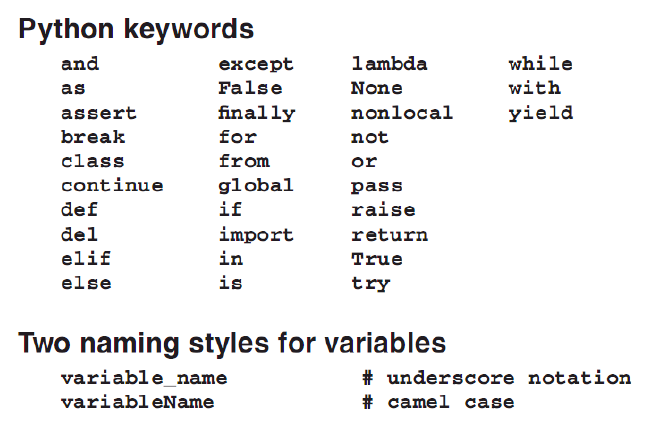 Python keywords
and except lambda while
as False None with
assert finally nonlocal yield
break for not
class from or
continue global pass
def if raise
del import return
elif in True
else is try
Two naming styles for variables
variable_name # underscore notation
variableName # camel case